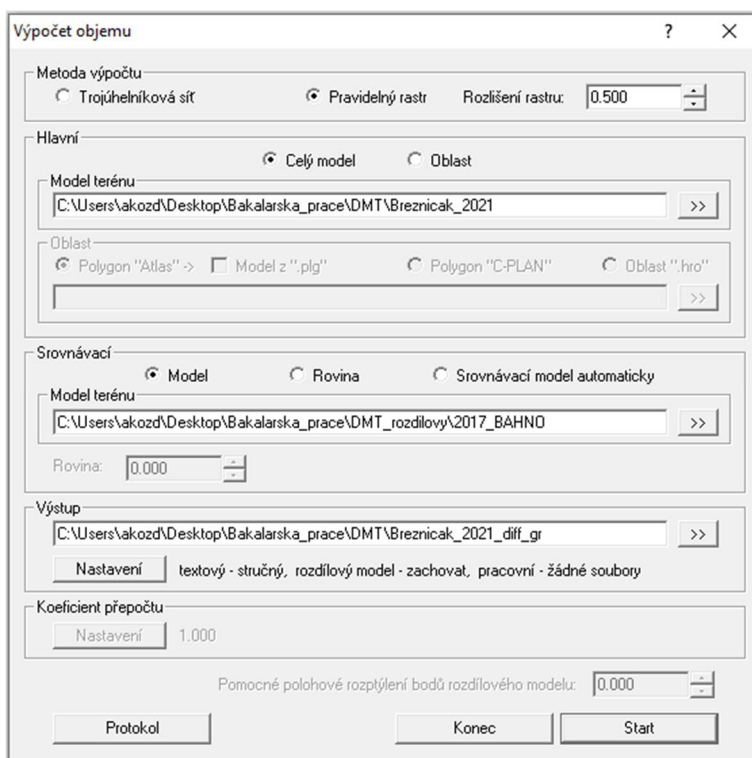 Výpočet objemu ? ×
Metoda výpočtu
Trojúhelníková síť Pravidelný rastr Rozlišení rastru: 0.500
Hlavní
Celý model Oblast
Model terénu
C:\Users\akozd\Desktop\Bakalarska_prace\DMT\Breznicak_2021 >>
Oblast
Polygon "Atlas" -> Model z ".plg" Polygon "C-PLAN" Oblast ".hro"
>>
Srovnávací
Model Rovina Srovnávací model automaticky
Model terénu
C:\Users\akozd\Desktop\Bakalarska_prace\DMT_rozdilovy\2017_BAHNO >>
Rovina: 0.000
Výstup
C:\Users\akozd\Desktop\Bakalarska_prace\DMT\Breznicak_2021_diff_gr >>
Nastavení textový - stručný, rozdílový model - zachovat, pracovní - žádné soubory
Koeficient přepočtu
Nastavení 1.000
Pomocné polohové rozptýlení bodů rozdílového modelu: 0.000
Protokol Konec Start